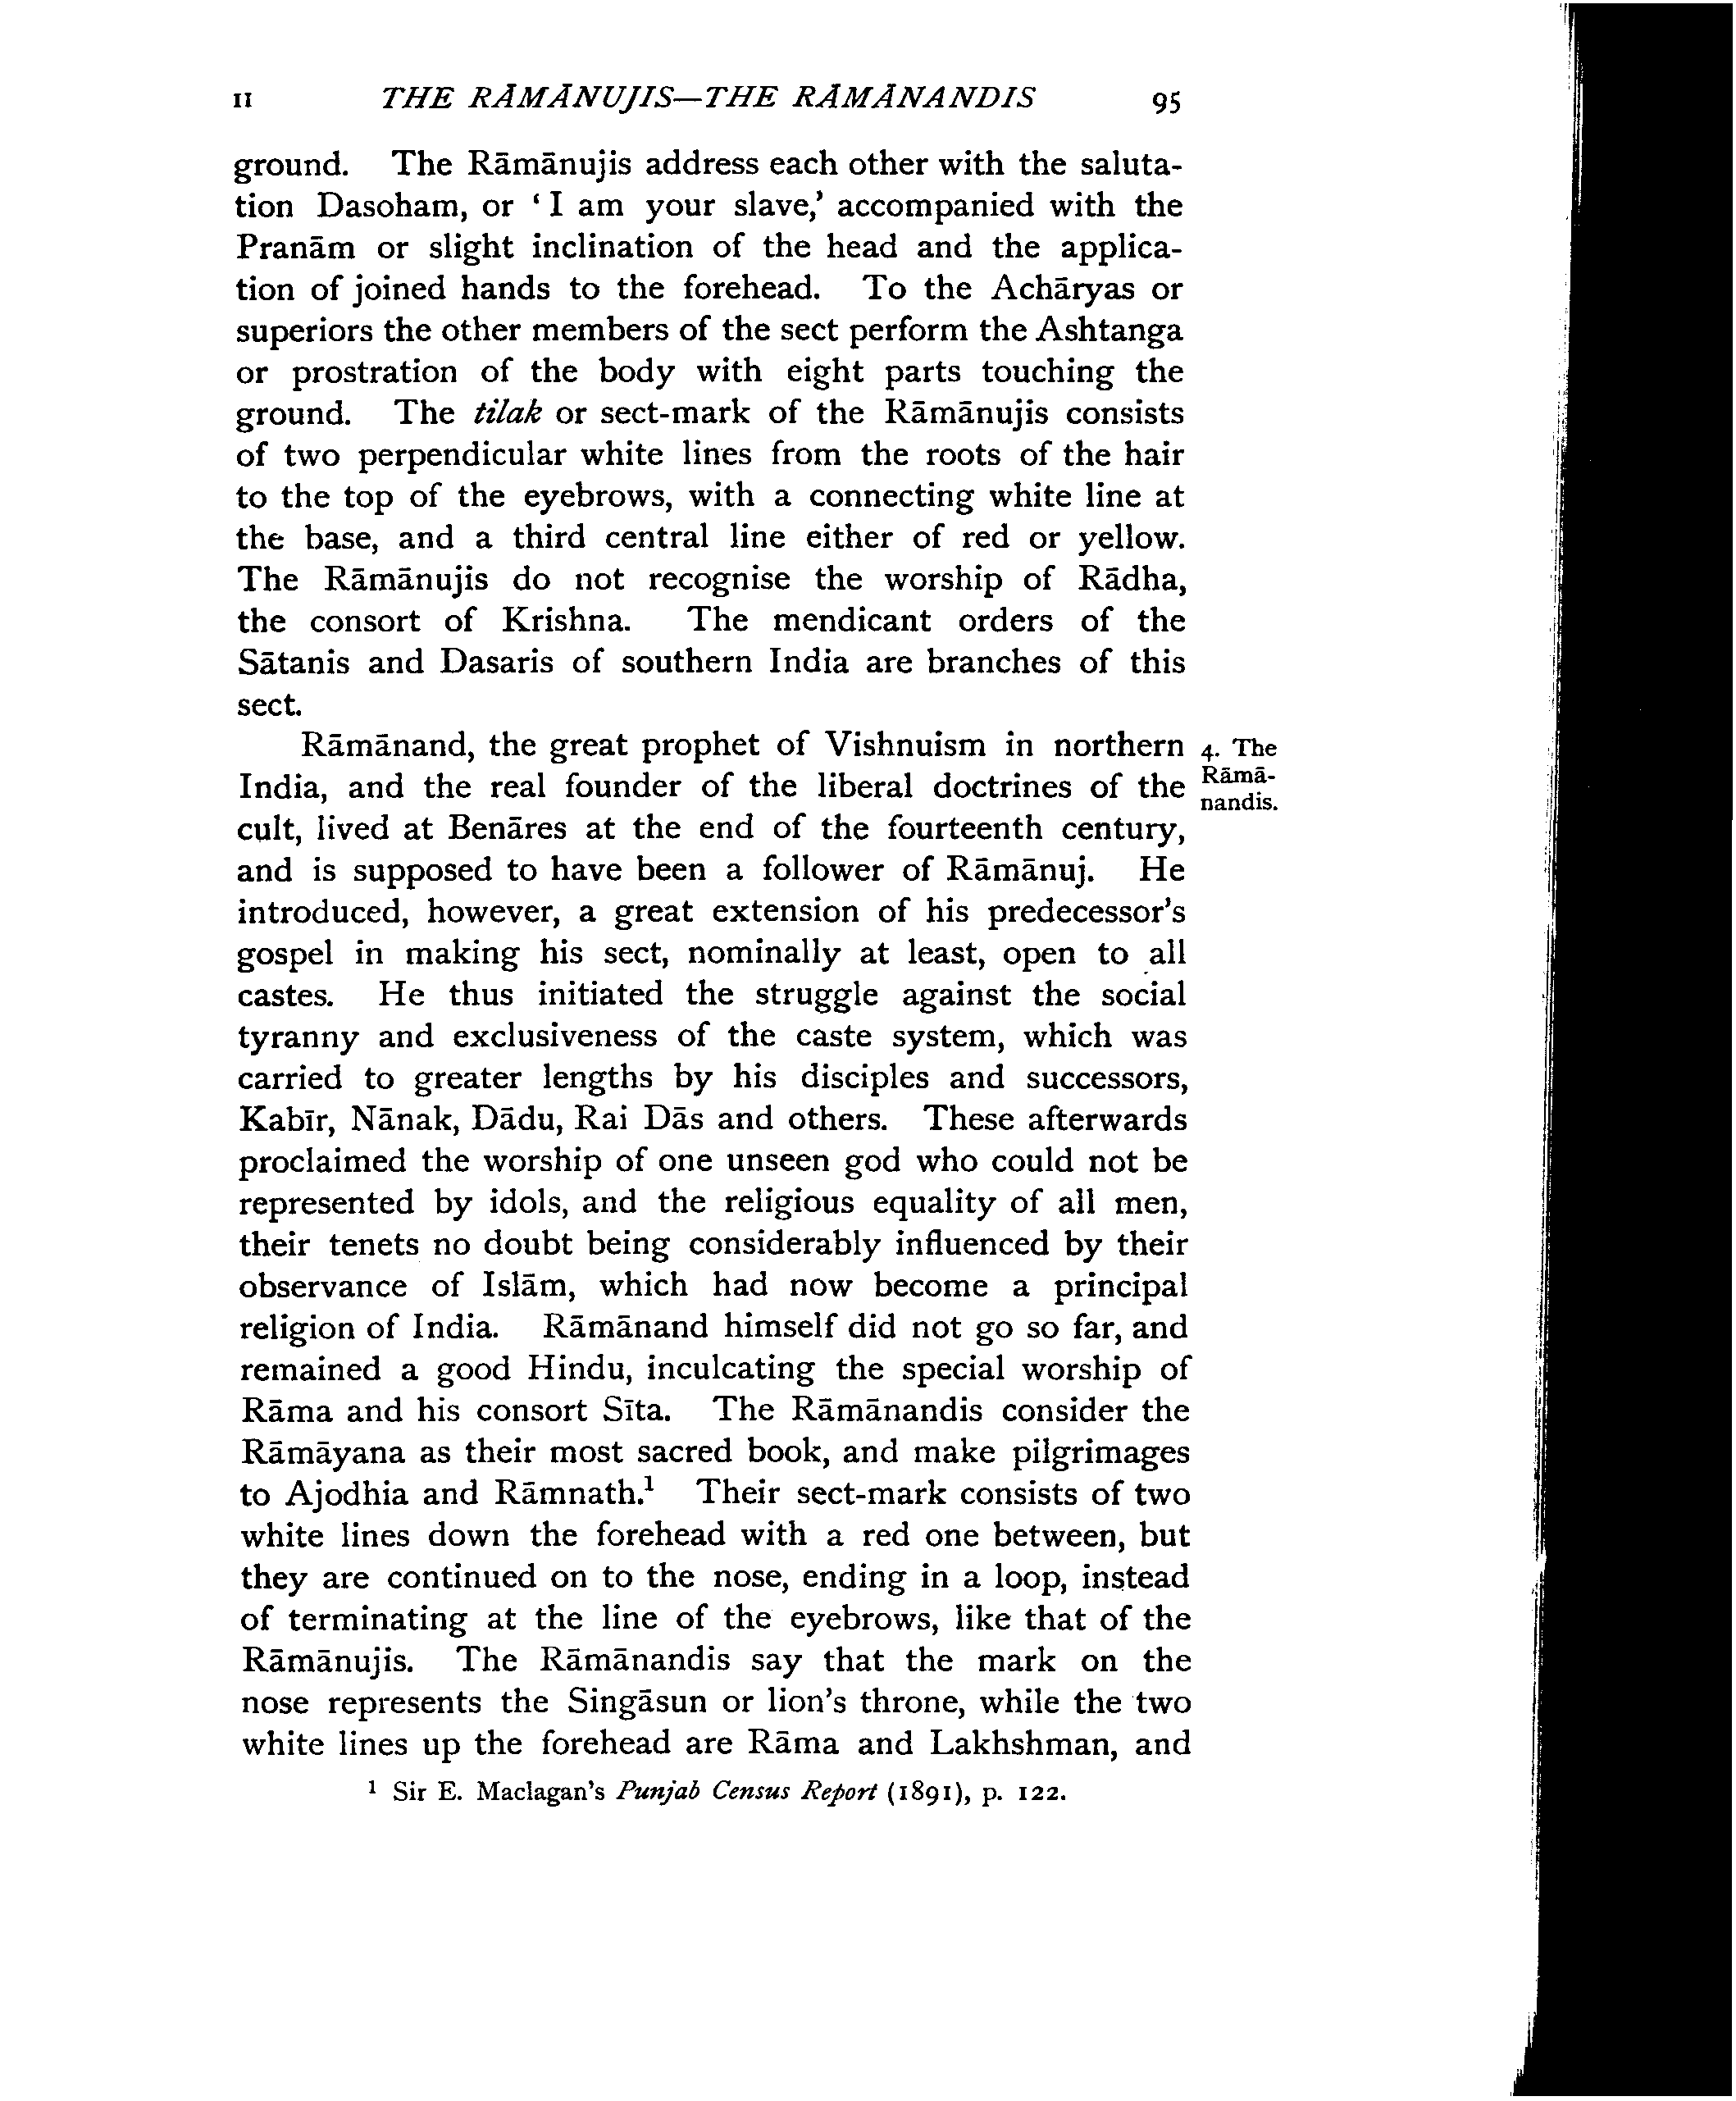 II THE RĀMĀNUJIS—THE RĀMĀNANDIS 95
ground. The Rāmānujis address each other with the saluta-
tion Dasoham, or ‘I am your slave,’ accompanied with the
Pranām or slight inclination of the head and the applica-
tion of joined hands to the forehead. To the Achāryas or
superiors the other members of the sect perform the Ashtanga
or prostration of the body with eight parts touching the
ground. The tilak or sect-mark of the Rāmānujis consists
of two perpendicular white lines from the roots of the hair
to the top of the eyebrows, with a connecting white line at
the base, and a third central line either of red or yellow.
The Rāmānujis do not recognise the worship of Rādha,
the consort of Krishna. The mendicant orders of the
Sātanis and Dasaris of southern India are branches of this
sect.
Rāmānand, the great prophet of Vishnuism in northern
India, and the real founder of the liberal doctrines of the
cult, lived at Benāres at the end of the fourteenth century,
and is supposed to have been a follower of Rāmānuj. He
introduced, however, a great extension of his predecessor's
gospel in making his sect, nominally at least, open to all
castes. He thus initiated the struggle against the social
tyranny and exclusiveness of the caste system, which was
carried to greater lengths by his disciples and successors,
Kabīr, Nānak, Dādu, Rai Dās and others. These afterwards
proclaimed the worship of one unseen god who could not be
represented by idols, and the religious equality of all men,
their tenets no doubt being considerably influenced by their
observance of Islām, which had now become a principal
religion of India. Rāmānand himself did not go so far, and
remained a good Hindu, inculcating the special worship of
Rāma and his consort Sīta. The Rāmānandis consider the
Rāmāyana as their most sacred book, and make pilgrimages
to Ajodhia and Rāmnath.¹ Their sect-mark consists of two
white lines down the forehead with a red one between, but
they are continued on to the nose, ending in a loop, instead
of terminating at the line of the eyebrows, like that of the
Rāmānujis. The Rāmānandis say that the mark on the
nose represents the Singāsun or lion's throne, while the two
white lines up the forehead are Rāma and Lakhshman, and
4. The
Rāmā-
nandis.
¹ Sir E. Maclagan's Punjab Census Report (1891), p. 122.